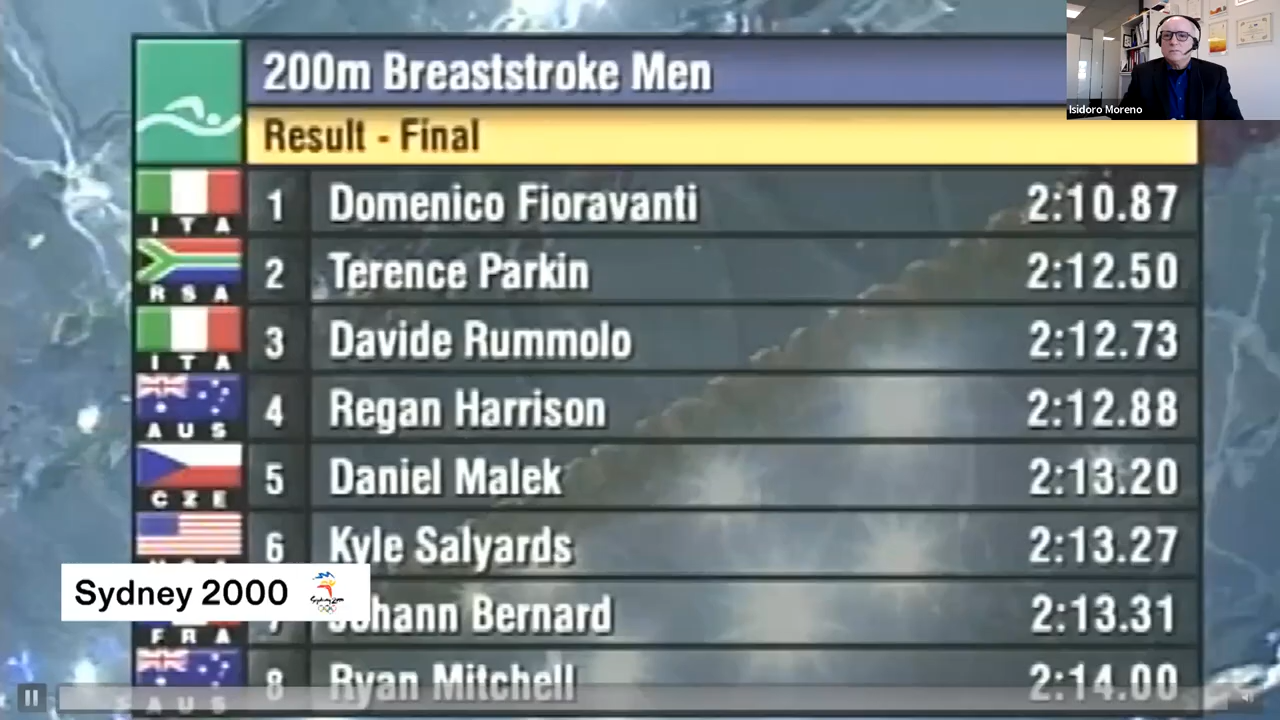 200m Breaststroke Men
Isidoro Moreno
Result - Final
ITA 1 Domenico Fioravanti 2:10.87
RSA 2 Terence Parkin 2:12.50
ITA 3 Davide Rummolo 2:12.73
AUS 4 Regan Harrison 2:12.88
CZE 5 Daniel Malek 2:13.20
6 Kyle Salyards 2:13.27
Sydney 2000
FRA 7 Johann Bernard 2:13.31
AUS 8 Ryan Mitchell 2:14.00